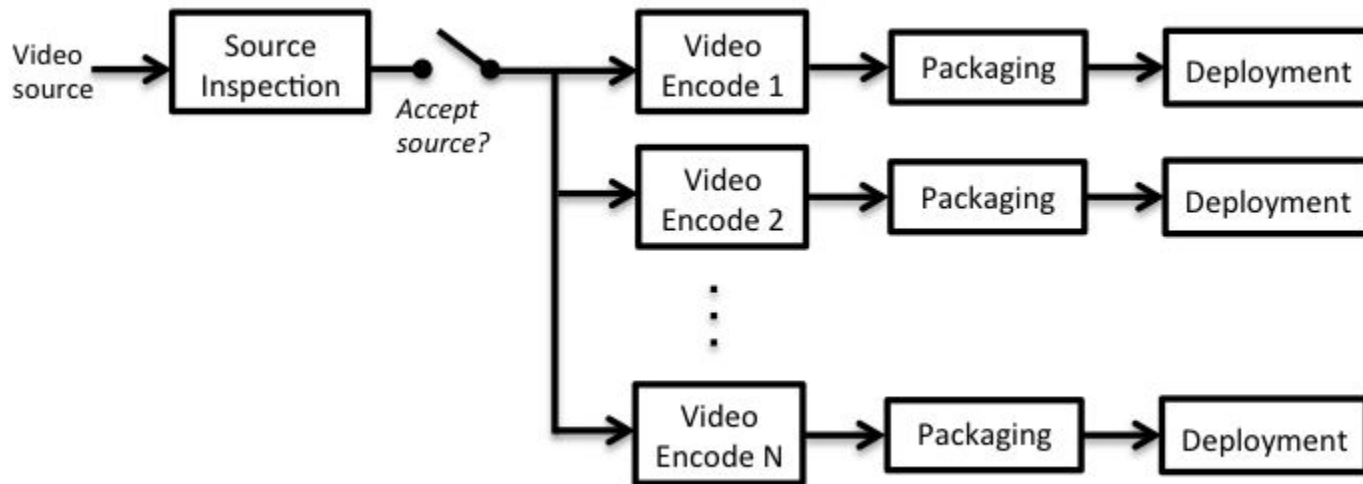 Video
source
Source
Inspection
Accept
source?
Video
Encode 1
Packaging
Deployment
Video
Encode 2
Packaging
Deployment
Video
Encode N
Packaging
Deployment